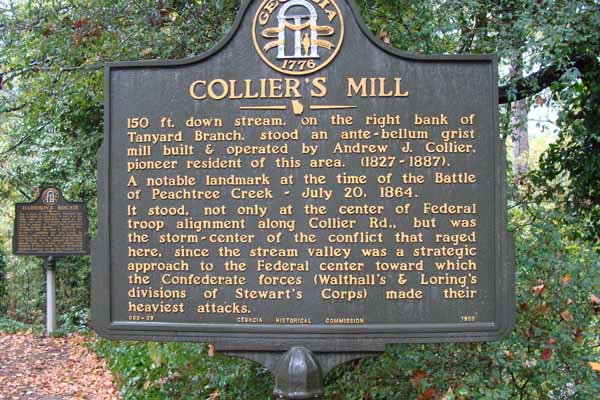 GEORGIA
1776
COLLIER'S MILL
150 ft. down stream, on the right bank of
Tanyard Branch, stood an ante-bellum grist
mill built & operated by Andrew J. Collier,
pioneer resident of this area. (1827-1887).
A notable landmark at the time of the Battle
of Peachtree Creek - July 20, 1864.
It stood, not only at the center of Federal
troop alignment along Collier Rd., but was
the storm-center of the conflict that raged
here, since the stream valley was a strategic
approach to the Federal center toward which
the Confederate forces (Walthall's & Loring's
divisions of Stewart's Corps) made their
heaviest attacks.
GEORGIA HISTORICAL COMMISSION
HARRISON'S BRIGADE